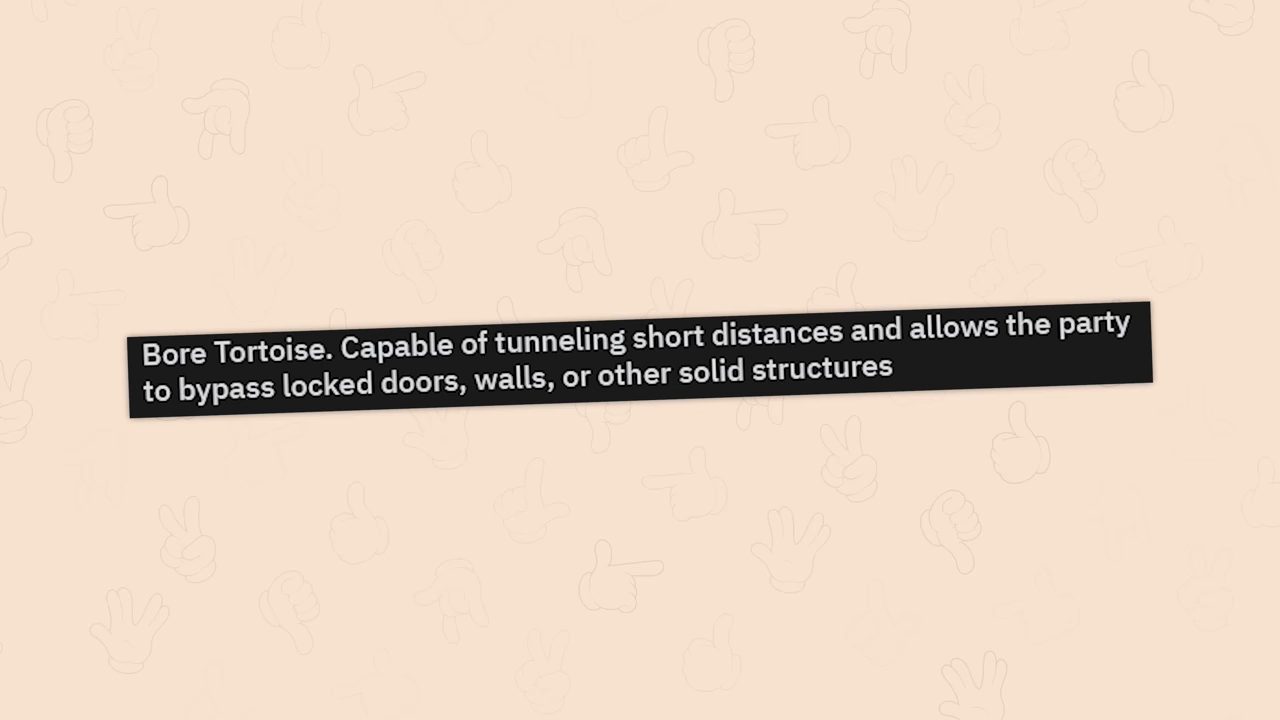 Bore Tortoise. Capable of tunneling short distances and allows the party
to bypass locked doors, walls, or other solid structures